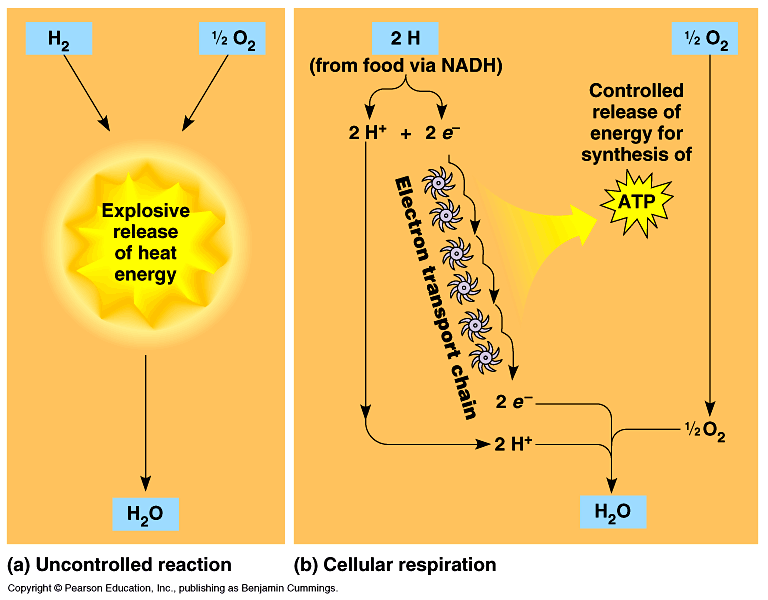 H₂
½ O₂
Explosive
release
of heat
energy
H₂O
(a) Uncontrolled reaction
2 H
(from food via NADH)
½ O₂
2 H⁺ + 2 e⁻
Controlled
release of
energy for
synthesis of
ATP
Electron transport chain
2 e⁻
2 H⁺
½ O₂
H₂O
(b) Cellular respiration
Copyright © Pearson Education, Inc., publishing as Benjamin Cummings.